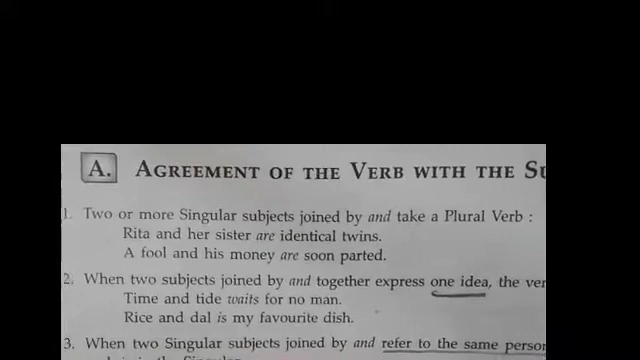 A. AGREEMENT OF THE VERB WITH THE
1. Two or more Singular subjects joined by and take a Plural Verb :
Rita and her sister are identical twins.
A fool and his money are soon parted.
2. When two subjects joined by and together express one idea, the
Time and tide waits for no man.
Rice and dal is my favourite dish.
3. When two Singular subjects joined by and refer to the same